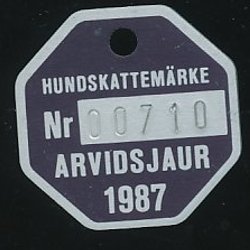 HUNDSKATTEMÄRKE
Nr 00710
ARVIDSJAUR
1987